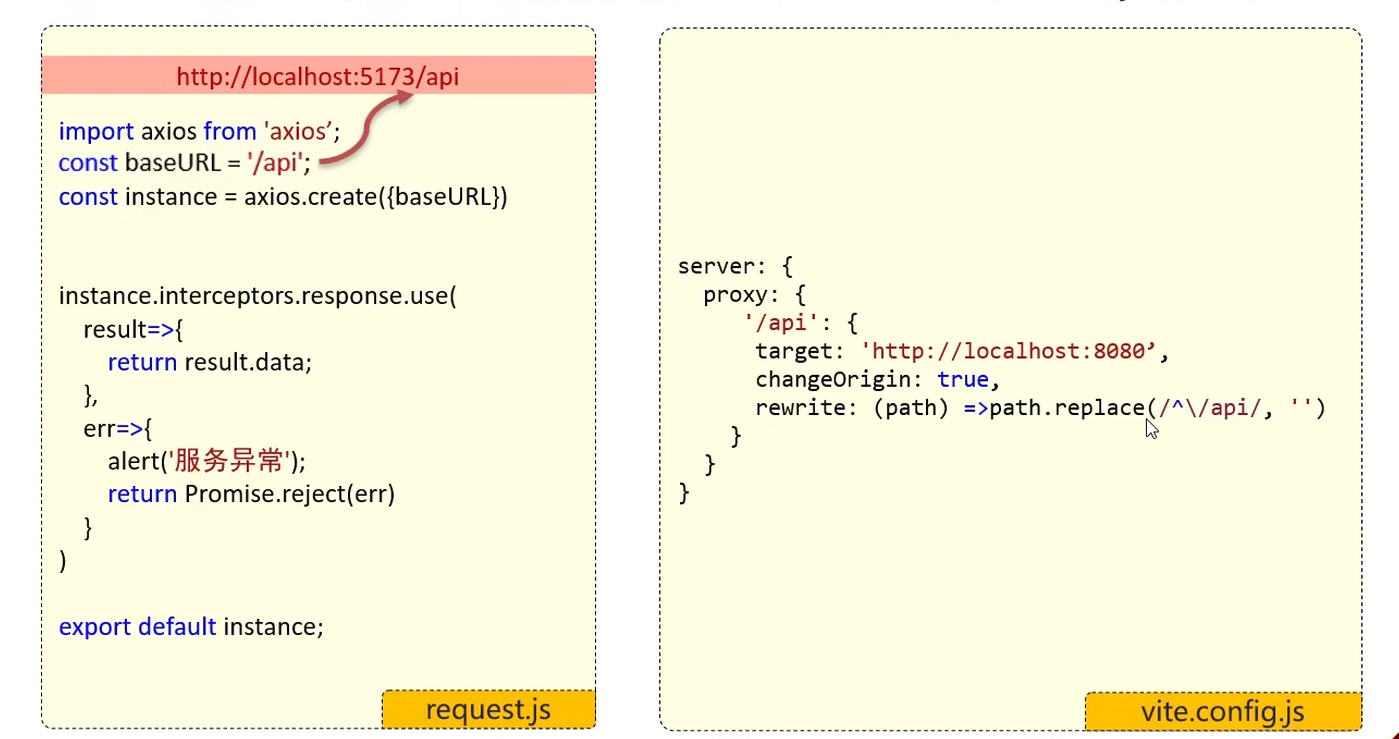 http://localhost:5173/api
import axios from 'axios’;
const baseURL = '/api';
const instance = axios.create({baseURL})
instance.interceptors.response.use(
result=>{
return result.data;
},
err=>{
alert('服务异常');
return Promise.reject(err)
}
)
export default instance;
request.js
server: {
proxy: {
'/api': {
target: 'http://localhost:8080’,
changeOrigin: true,
rewrite: (path) =>path.replace(/^\/api/, '')
}
}
}
vite.config.js